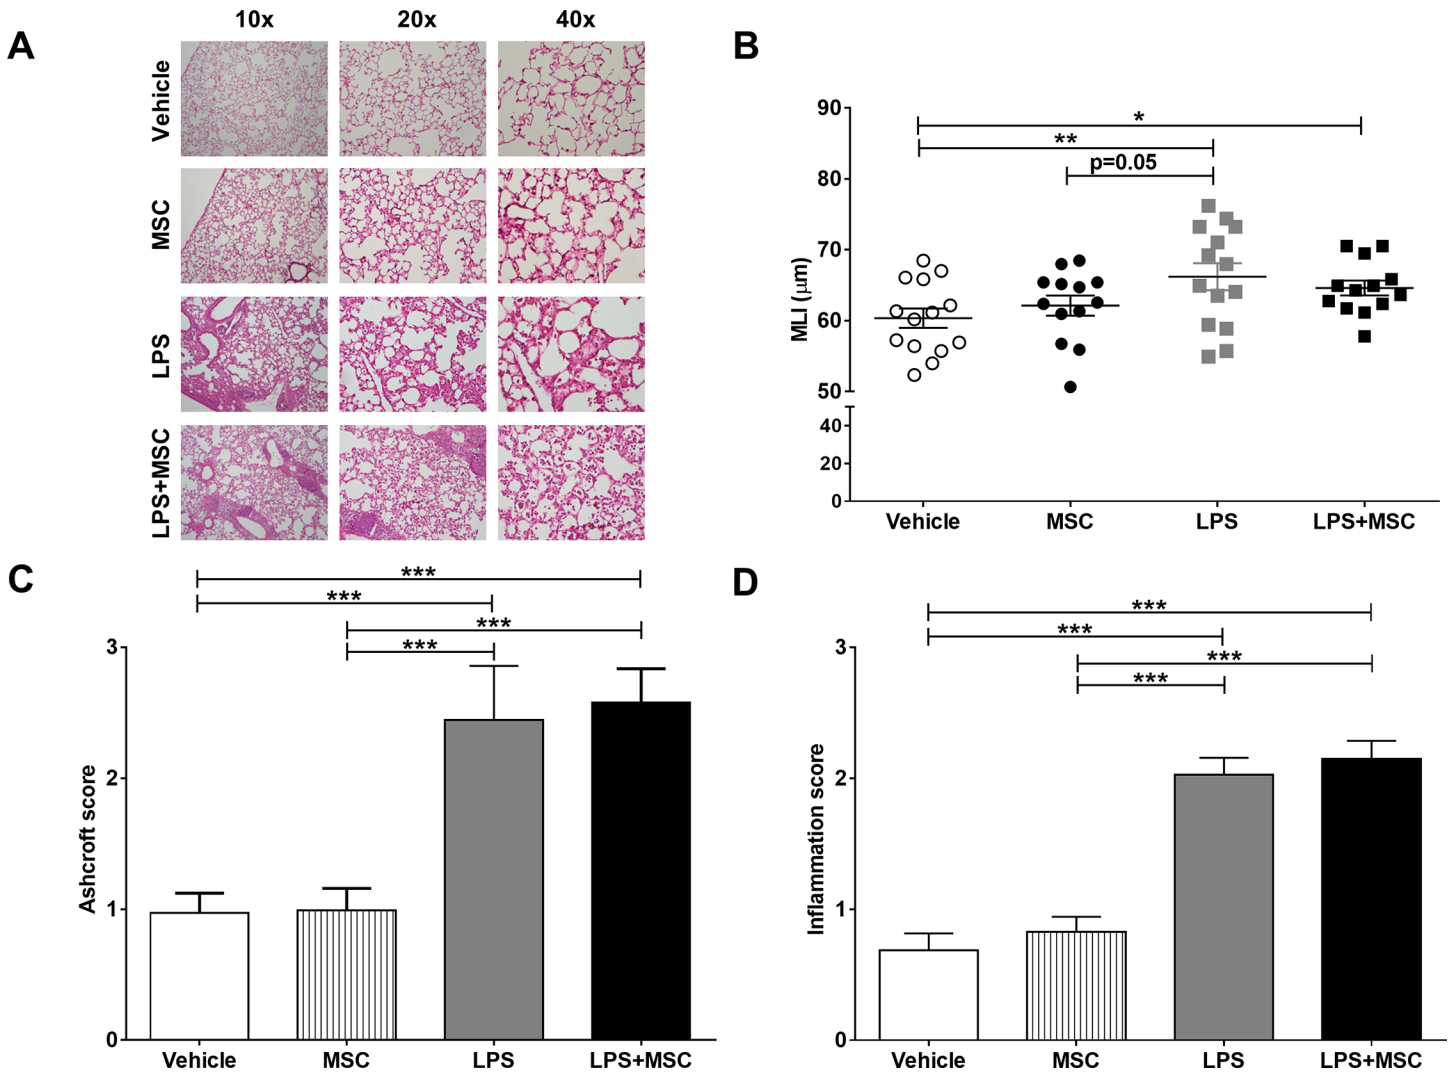 A
10x 20x 40x
Vehicle
MSC
LPS
LPS+MSC
B
MLI (μm)
90
80
70
60
50
40
20
0
*
**
p=0.05
Vehicle MSC LPS LPS+MSC
C
Ashcroft score
3
2
1
0
***
***
***
***
Vehicle MSC LPS LPS+MSC
D
Inflammation score
3
2
1
0
***
***
***
***
Vehicle MSC LPS LPS+MSC